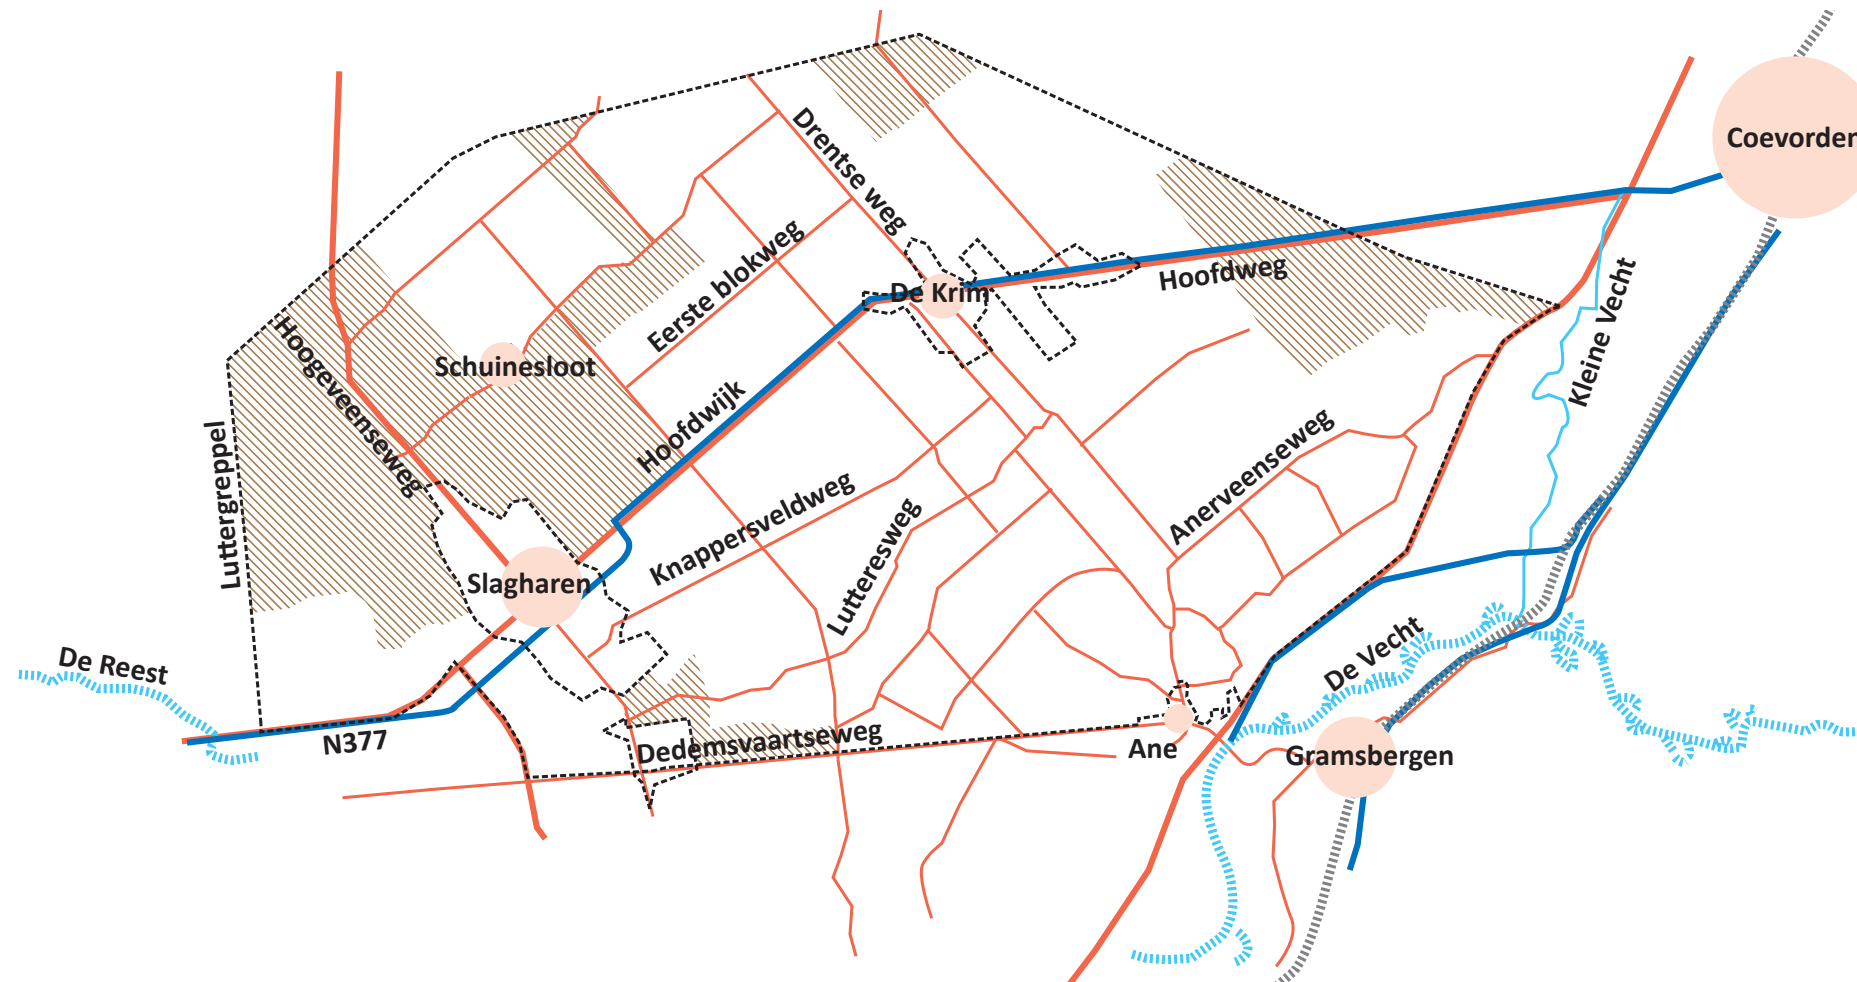 Coevorden
Drentse weg
Eerste blokweg
De Krim
Hoofdweg
Kleine Vecht
Hoogeveenseweg
Schuinesloot
Hoofdwijk
Luttergreppel
Anerveenseweg
Knappersveldweg
Lutteresweg
Slagharen
De Reest
De Vecht
N377
Dedemsvaartseweg
Ane
Gramsbergen